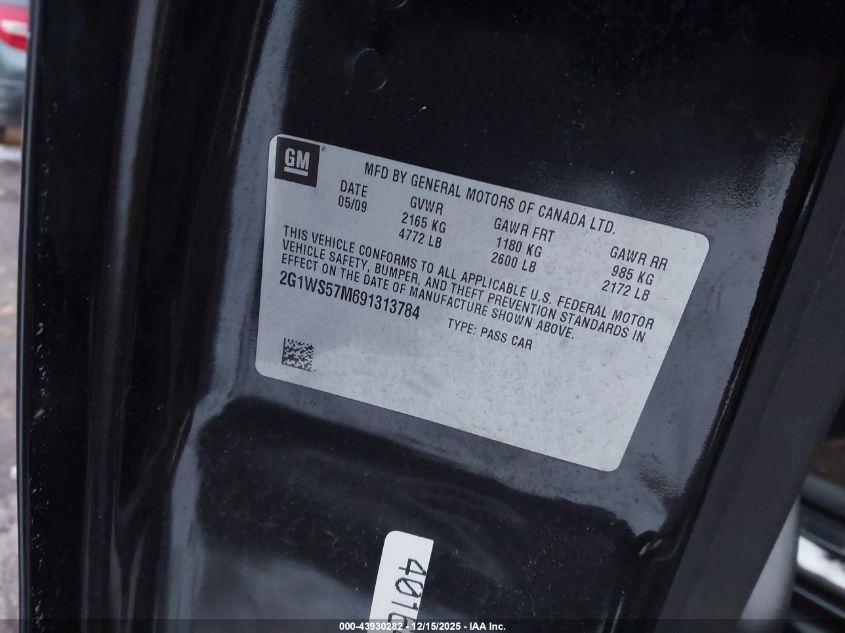 GM ®
MFD BY GENERAL MOTORS OF CANADA LTD.
DATE GVWR GAWR FRT GAWR RR
05/09 2165 KG 1180 KG 985 KG
4772 LB 2600 LB 2172 LB
THIS VEHICLE CONFORMS TO ALL APPLICABLE U.S. FEDERAL MOTOR
VEHICLE SAFETY, BUMPER, AND THEFT PREVENTION STANDARDS IN
EFFECT ON THE DATE OF MANUFACTURE SHOWN ABOVE.
2G1WS57M691313784 TYPE: PASS CAR
000-43930282 - 12/15/2025 - IAA Inc.